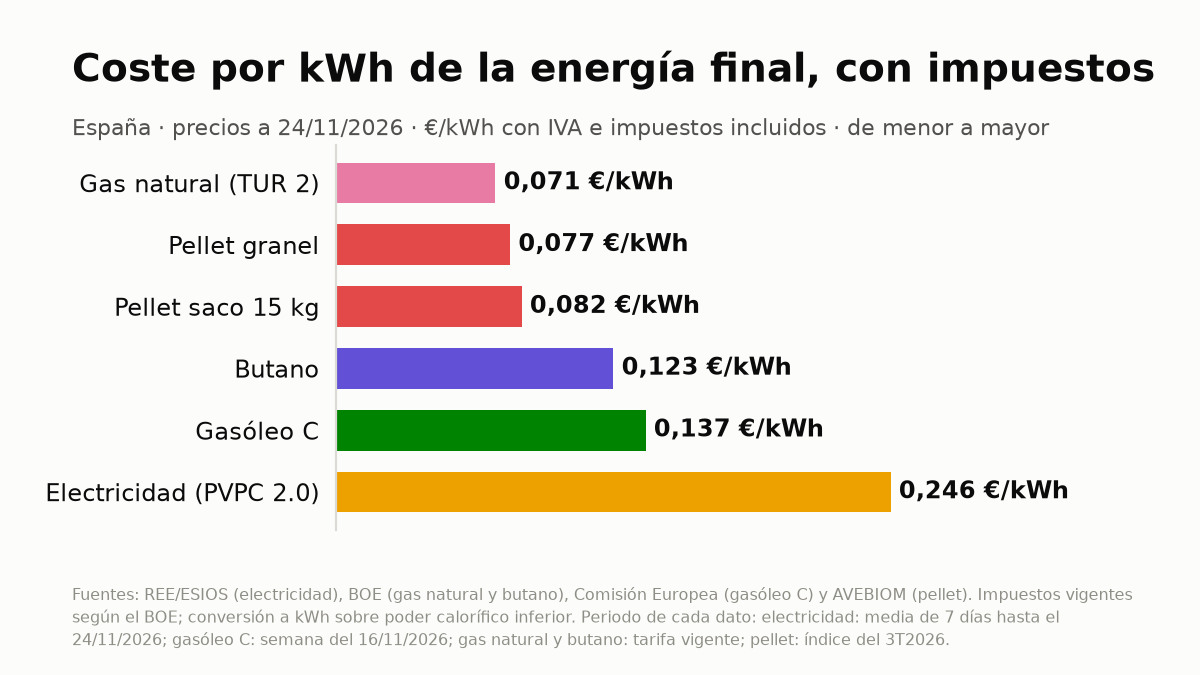 Coste por kWh de la energía final, con impuestos
España · precios a 24/11/2026 · €/kWh con IVA e impuestos incluidos · de menor a mayor
Gas natural (TUR 2) 0,071 €/kWh
Pellet granel 0,077 €/kWh
Pellet saco 15 kg 0,082 €/kWh
Butano 0,123 €/kWh
Gasóleo C 0,137 €/kWh
Electricidad (PVPC 2.0) 0,246 €/kWh
Fuentes: REE/ESIOS (electricidad), BOE (gas natural y butano), Comisión Europea (gasóleo C) y AVEBIOM (pellet). Impuestos vigentes
según el BOE; conversión a kWh sobre poder calorífico inferior. Periodo de cada dato: electricidad: media de 7 días hasta el
24/11/2026; gasóleo C: semana del 16/11/2026; gas natural y butano: tarifa vigente; pellet: índice del 3T2026.